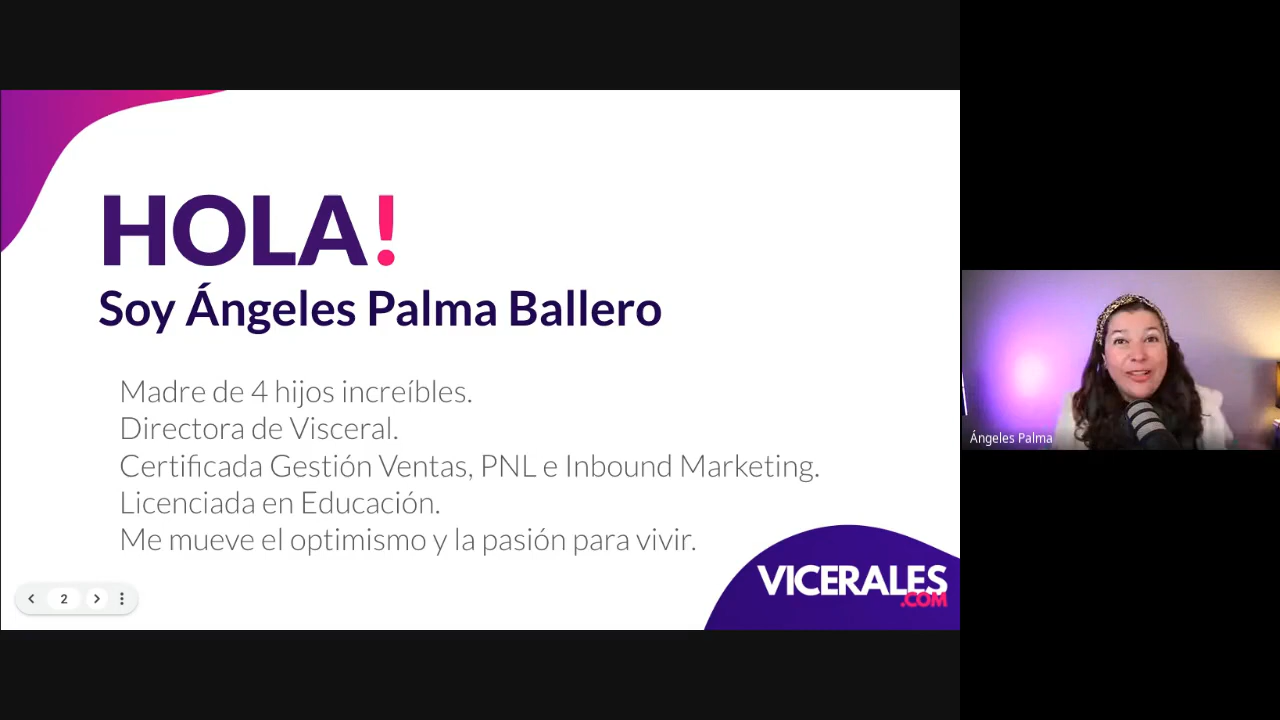 HOLA!
Soy Ángeles Palma Ballero
Madre de 4 hijos increíbles.
Directora de Visceral.
Certificada Gestión Ventas, PNL e Inbound Marketing.
Licenciada en Educación.
Me mueve el optimismo y la pasión para vivir.
VICERALES
.COM
2
Ángeles Palma